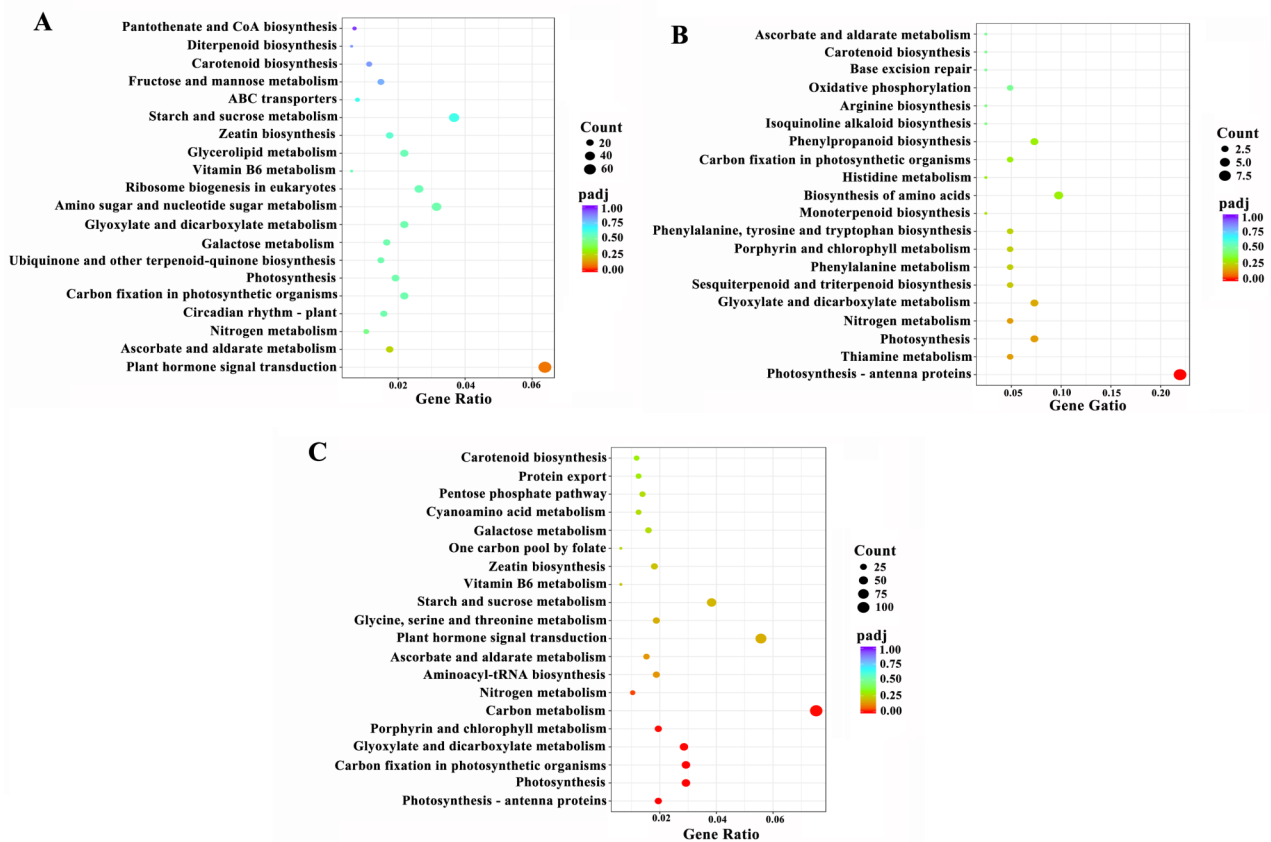 A
Pantothenate and CoA biosynthesis
Diterpenoid biosynthesis
Carotenoid biosynthesis
Fructose and mannose metabolism
ABC transporters
Starch and sucrose metabolism
Zeatin biosynthesis
Glycerolipid metabolism
Vitamin B6 metabolism
Ribosome biogenesis in eukaryotes
Amino sugar and nucleotide sugar metabolism
Glyoxylate and dicarboxylate metabolism
Galactose metabolism
Ubiquinone and other terpenoid-quinone biosynthesis
Photosynthesis
Carbon fixation in photosynthetic organisms
Circadian rhythm - plant
Nitrogen metabolism
Ascorbate and aldarate metabolism
Plant hormone signal transduction
0.02 0.04 0.06
Gene Ratio
Count
20
40
60
padj
1.00
0.75
0.50
0.25
0.00
B
Ascorbate and aldarate metabolism
Carotenoid biosynthesis
Base excision repair
Oxidative phosphorylation
Arginine biosynthesis
Isoquinoline alkaloid biosynthesis
Phenylpropanoid biosynthesis
Carbon fixation in photosynthetic organisms
Histidine metabolism
Biosynthesis of amino acids
Monoterpenoid biosynthesis
Phenylalanine, tyrosine and tryptophan biosynthesis
Porphyrin and chlorophyll metabolism
Phenylalanine metabolism
Sesquiterpenoid and triterpenoid biosynthesis
Glyoxylate and dicarboxylate metabolism
Nitrogen metabolism
Photosynthesis
Thiamine metabolism
Photosynthesis - antenna proteins
0.05 0.10 0.15 0.20
Gene Gatio
Count
2.5
5.0
7.5
padj
1.00
0.75
0.50
0.25
0.00
C
Carotenoid biosynthesis
Protein export
Pentose phosphate pathway
Cyanoamino acid metabolism
Galactose metabolism
One carbon pool by folate
Zeatin biosynthesis
Vitamin B6 metabolism
Starch and sucrose metabolism
Glycine, serine and threonine metabolism
Plant hormone signal transduction
Ascorbate and aldarate metabolism
Aminoacyl-tRNA biosynthesis
Nitrogen metabolism
Carbon metabolism
Porphyrin and chlorophyll metabolism
Glyoxylate and dicarboxylate metabolism
Carbon fixation in photosynthetic organisms
Photosynthesis
Photosynthesis - antenna proteins
0.02 0.04 0.06
Gene Ratio
Count
25
50
75
100
padj
1.00
0.75
0.50
0.25
0.00